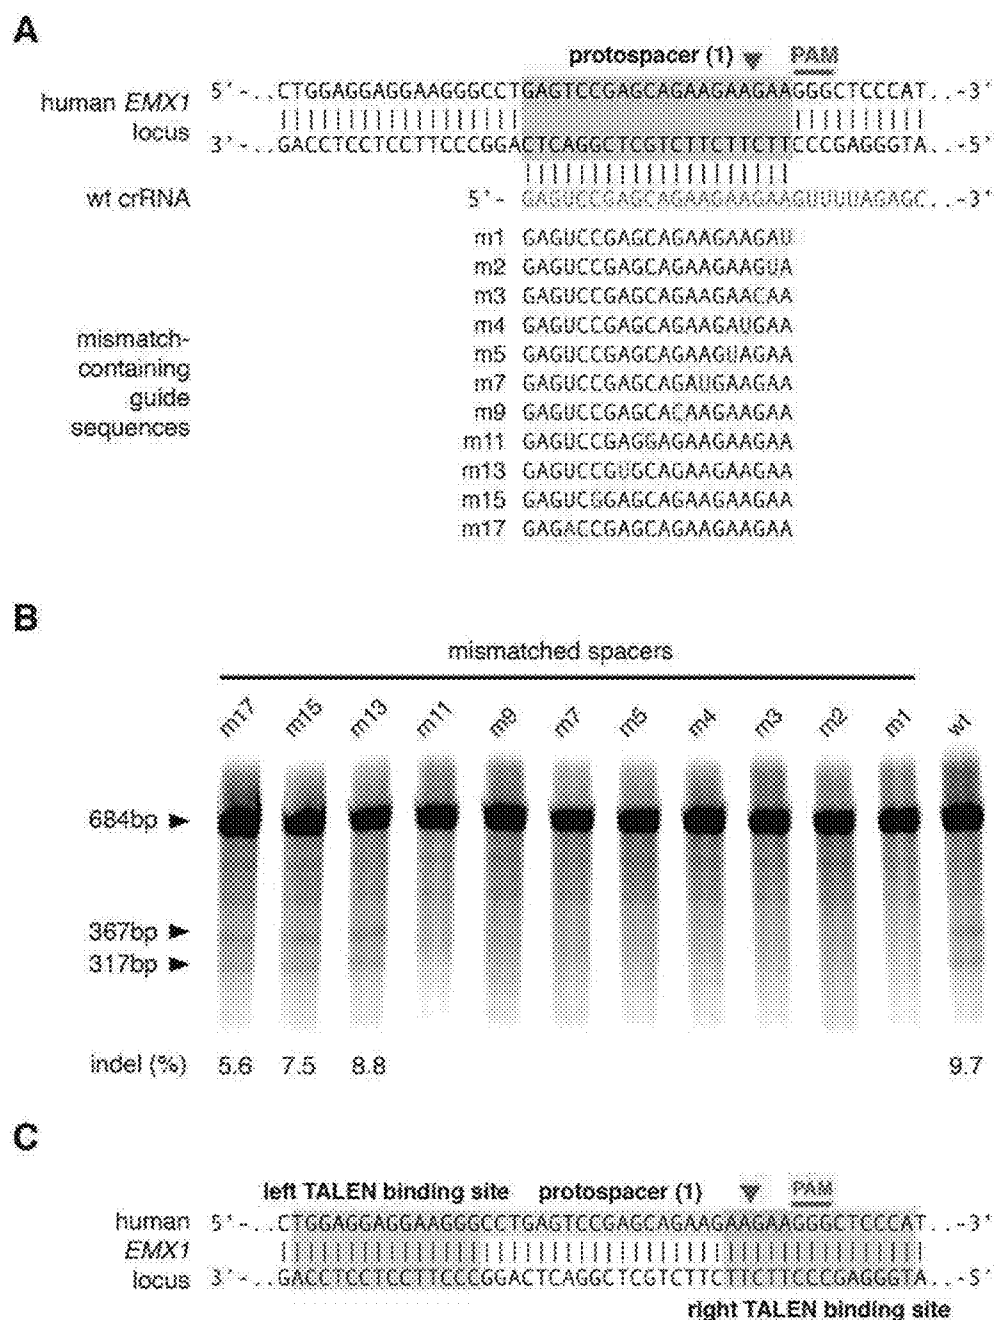 A
protospacer (1) PAM
human EMX1 locus
5'-..CTGGAGGAGGAAGGGCCTGAGTCCGAGCAGAAGAAGAAGGGCTCCCAT..-3'
3'-..GACCTCCTCCTTCCCGGACTCAGGCTCGTCTTCTTCTTCCCGAGGGTA..-5'
wt crRNA 5'- GAGUCCGAGCAGAAGAAGAAGUUUUAGAGC..-3'
mismatch-containing guide sequences
m1 GAGUCCGAGCAGAAGAAGAU
m2 GAGUCCGAGCAGAAGAAGUA
m3 GAGUCCGAGCAGAAGAACAA
m4 GAGUCCGAGCAGAAGAUGAA
m5 GAGUCCGAGCAGAAGUAGAA
m7 GAGUCCGAGCAGAUGAAGAA
m9 GAGUCCGAGCACAAGAAGAA
m11 GAGUCCGAGGAGAAGAAGAA
m13 GAGUCCGUGCAGAAGAAGAA
m15 GAGUCGGAGCAGAAGAAGAA
m17 GAGACCGAGCAGAAGAAGAA
B
mismatched spacers
m17 m15 m13 m11 m9 m7 m5 m4 m3 m2 m1 wt
684bp
367bp
317bp
indel (%) 5.6 7.5 8.8 9.7
C
left TALEN binding site protospacer (1) PAM
human EMX1 locus
5'-..CTGGAGGAGGAAGGGCCTGAGTCCGAGCAGAAGAAGAAGGGCTCCCAT..-3'
3'-..GACCTCCTCCTTCCCGGACTCAGGCTCGTCTTCTTCTTCCCGAGGGTA..-5'
right TALEN binding site